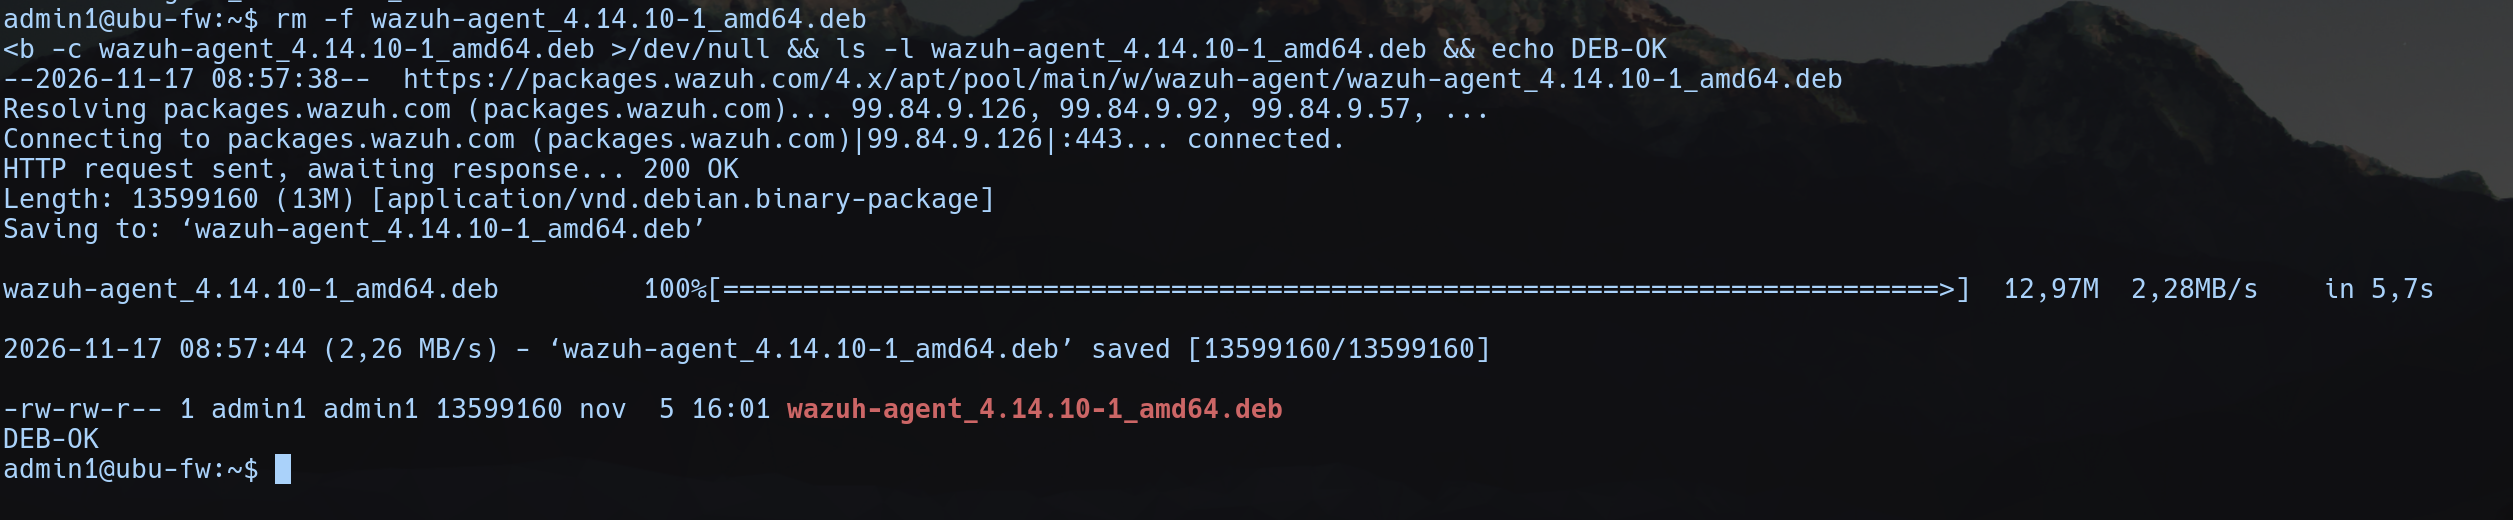 admin1@ubu-fw:~$ rm -f wazuh-agent_4.14.10-1_amd64.deb
<b -c wazuh-agent_4.14.10-1_amd64.deb >/dev/null && ls -l wazuh-agent_4.14.10-1_amd64.deb && echo DEB-OK
--2026-11-17 08:57:38--  https://packages.wazuh.com/4.x/apt/pool/main/w/wazuh-agent/wazuh-agent_4.14.10-1_amd64.deb
Resolving packages.wazuh.com (packages.wazuh.com)... 99.84.9.126, 99.84.9.92, 99.84.9.57, ...
Connecting to packages.wazuh.com (packages.wazuh.com)|99.84.9.126|:443... connected.
HTTP request sent, awaiting response... 200 OK
Length: 13599160 (13M) [application/vnd.debian.binary-package]
Saving to: ‘wazuh-agent_4.14.10-1_amd64.deb’
wazuh-agent_4.14.10-1_amd64.deb         100%[============================================================================>]  12,97M  2,28MB/s    in 5,7s
2026-11-17 08:57:44 (2,26 MB/s) - ‘wazuh-agent_4.14.10-1_amd64.deb’ saved [13599160/13599160]
-rw-rw-r-- 1 admin1 admin1 13599160 nov  5 16:01 wazuh-agent_4.14.10-1_amd64.deb
DEB-OK
admin1@ubu-fw:~$